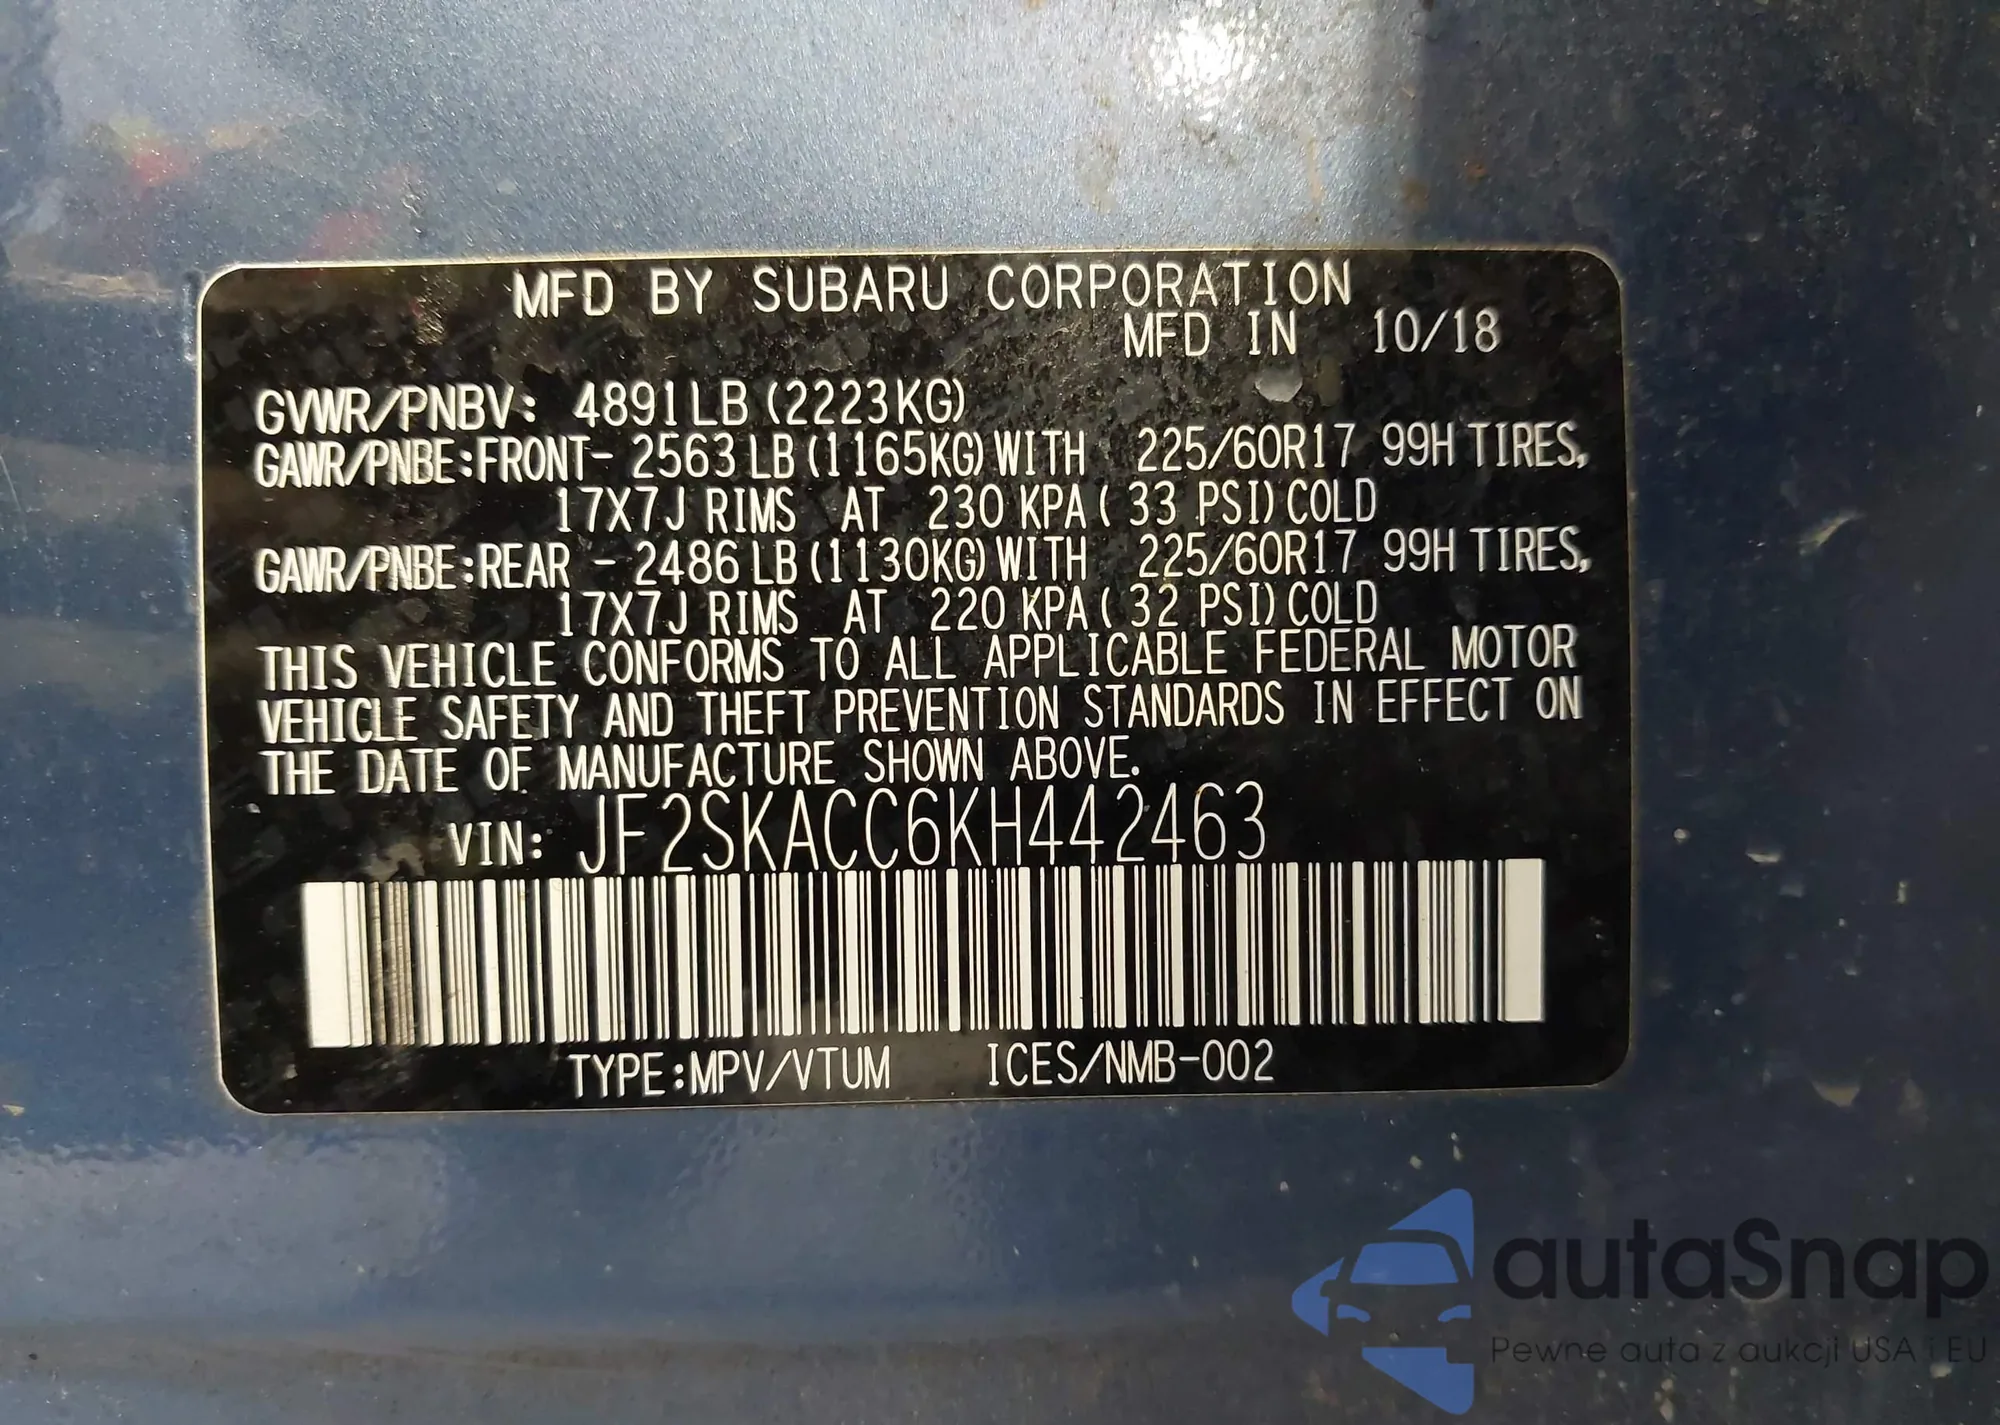 MFD BY SUBARU CORPORATION
MFD IN 10/18
GVWR/PNBV: 4891LB (2223KG)
GAWR/PNBE:FRONT- 2563 LB (1165KG) WITH 225/60R17 99H TIRES,
17X7J RIMS AT 230 KPA ( 33 PSI) COLD
GAWR/PNBE:REAR - 2486 LB (1130KG) WITH 225/60R17 99H TIRES,
17X7J RIMS AT 220 KPA ( 32 PSI) COLD
THIS VEHICLE CONFORMS TO ALL APPLICABLE FEDERAL MOTOR
VEHICLE SAFETY AND THEFT PREVENTION STANDARDS IN EFFECT ON
THE DATE OF MANUFACTURE SHOWN ABOVE.
VIN: JF2SKACC6KH442463
TYPE:MPV/VTUM ICES/NMB-002
autaSnap
Pewne auta z aukcji USA i EU